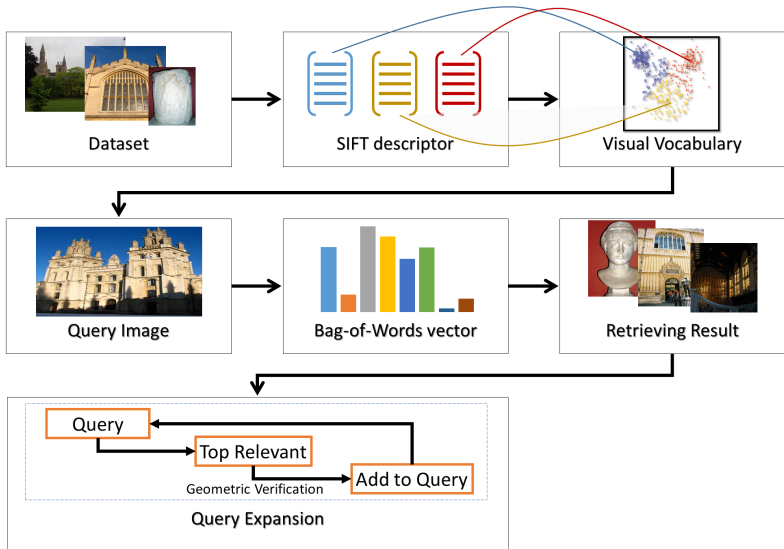 Dataset
SIFT descriptor
Visual Vocabulary
Query Image
Bag-of-Words vector
Retrieving Result
Query
Top Relevant
Geometric Verification
Add to Query
Query Expansion